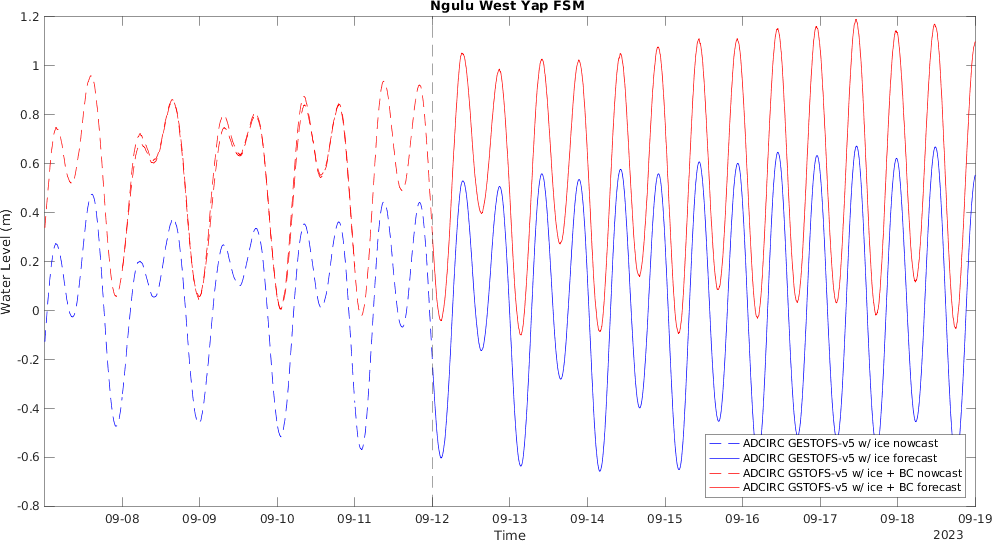 Ngulu West Yap FSM
Water Level (m)
1.2
1
0.8
0.6
0.4
0.2
0
-0.2
-0.4
-0.6
-0.8
ADCIRC GESTOFS-v5 w/ ice nowcast
ADCIRC GESTOFS-v5 w/ ice forecast
ADCIRC GSTOFS-v5 w/ ice + BC nowcast
ADCIRC GSTOFS-v5 w/ ice + BC forecast
09-08 09-09 09-10 09-11 09-12 09-13 09-14 09-15 09-16 09-17 09-18 09-19
Time
2023